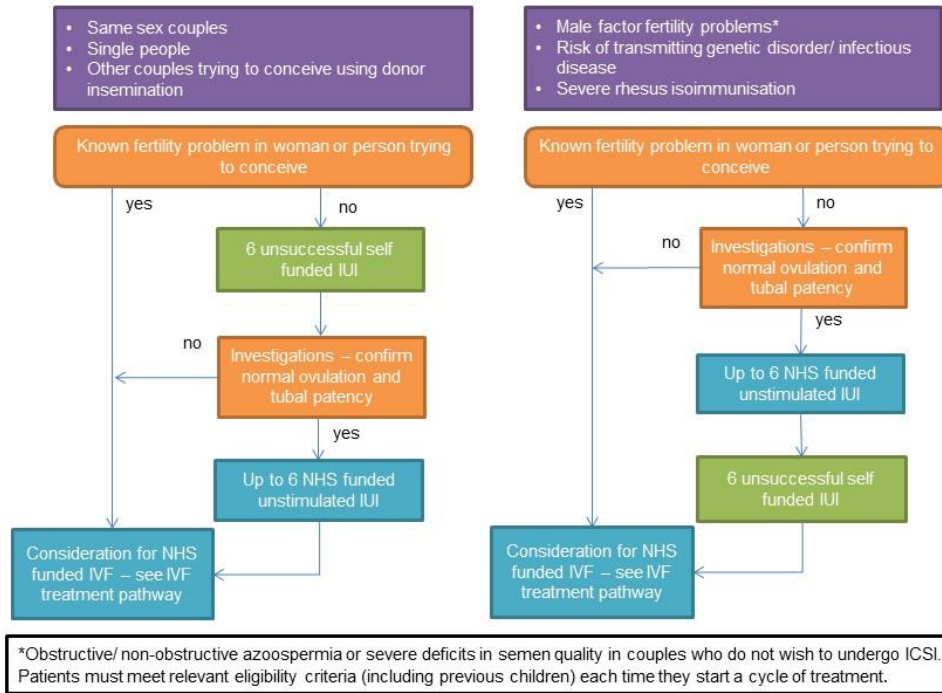 • Same sex couples
• Single people
• Other couples trying to conceive using donor
insemination
Known fertility problem in woman or person trying
to conceive
yes
no
6 unsuccessful self
funded IUI
no
Investigations – confirm
normal ovulation and
tubal patency
yes
Up to 6 NHS funded
unstimulated IUI
Consideration for NHS
funded IVF – see IVF
treatment pathway
• Male factor fertility problems*
• Risk of transmitting genetic disorder/ infectious
disease
• Severe rhesus isoimmunisation
Known fertility problem in woman or person trying to
conceive
yes
no
no
Investigations – confirm
normal ovulation and
tubal patency
yes
Up to 6 NHS funded
unstimulated IUI
6 unsuccessful self
funded IUI
Consideration for NHS
funded IVF – see IVF
treatment pathway
*Obstructive/ non-obstructive azoospermia or severe deficits in semen quality in couples who do not wish to undergo ICSI.
Patients must meet relevant eligibility criteria (including previous children) each time they start a cycle of treatment.